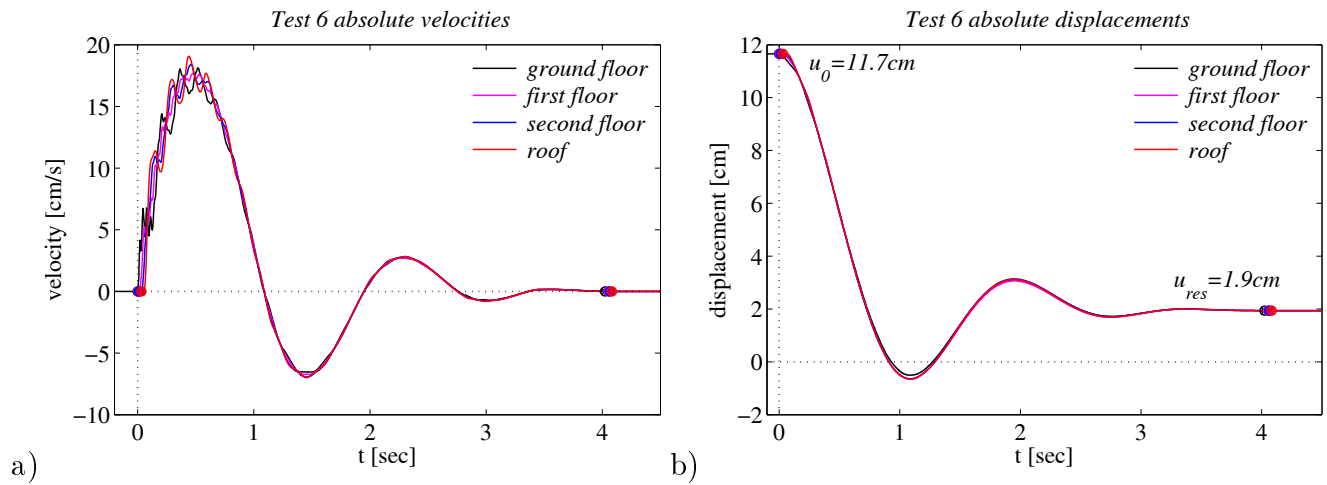 Test 6 absolute velocities
20
15
10
5
0
−5
−10
velocity [cm/s]
ground floor
first floor
second floor
roof
0 1 2 3 4
t [sec]
a)
Test 6 absolute displacements
12
10
8
6
4
2
0
−2
displacement [cm]
u0=11.7cm
ground floor
first floor
second floor
roof
ures=1.9cm
0 1 2 3 4
t [sec]
b)